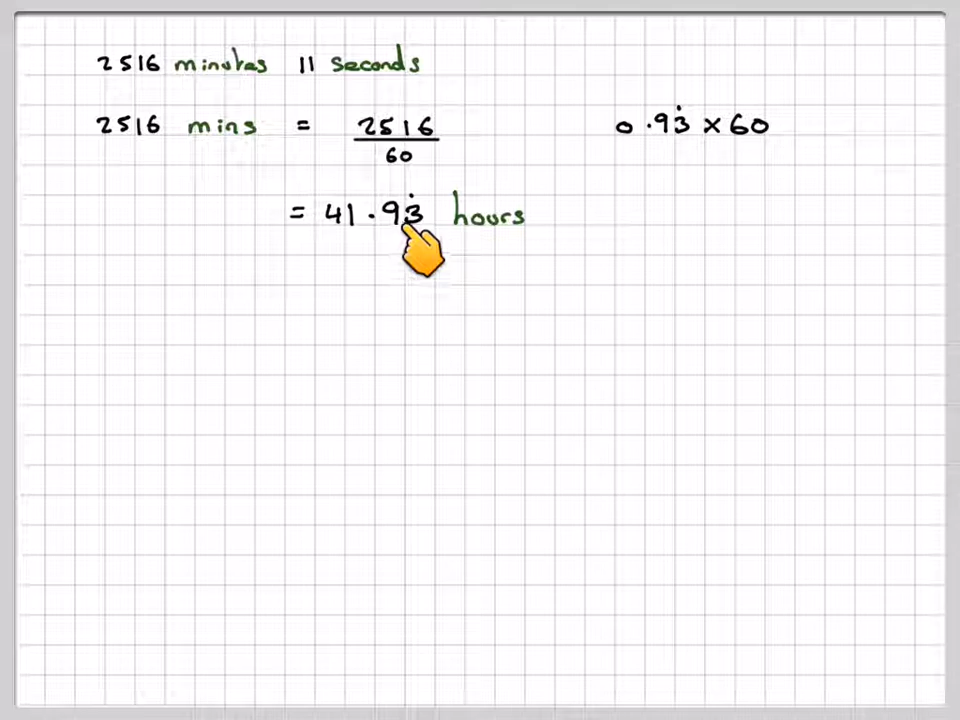 2516 minutes 11 seconds
2516 mins = 2516/60
0.93̇ × 60
= 41.93̇ hours